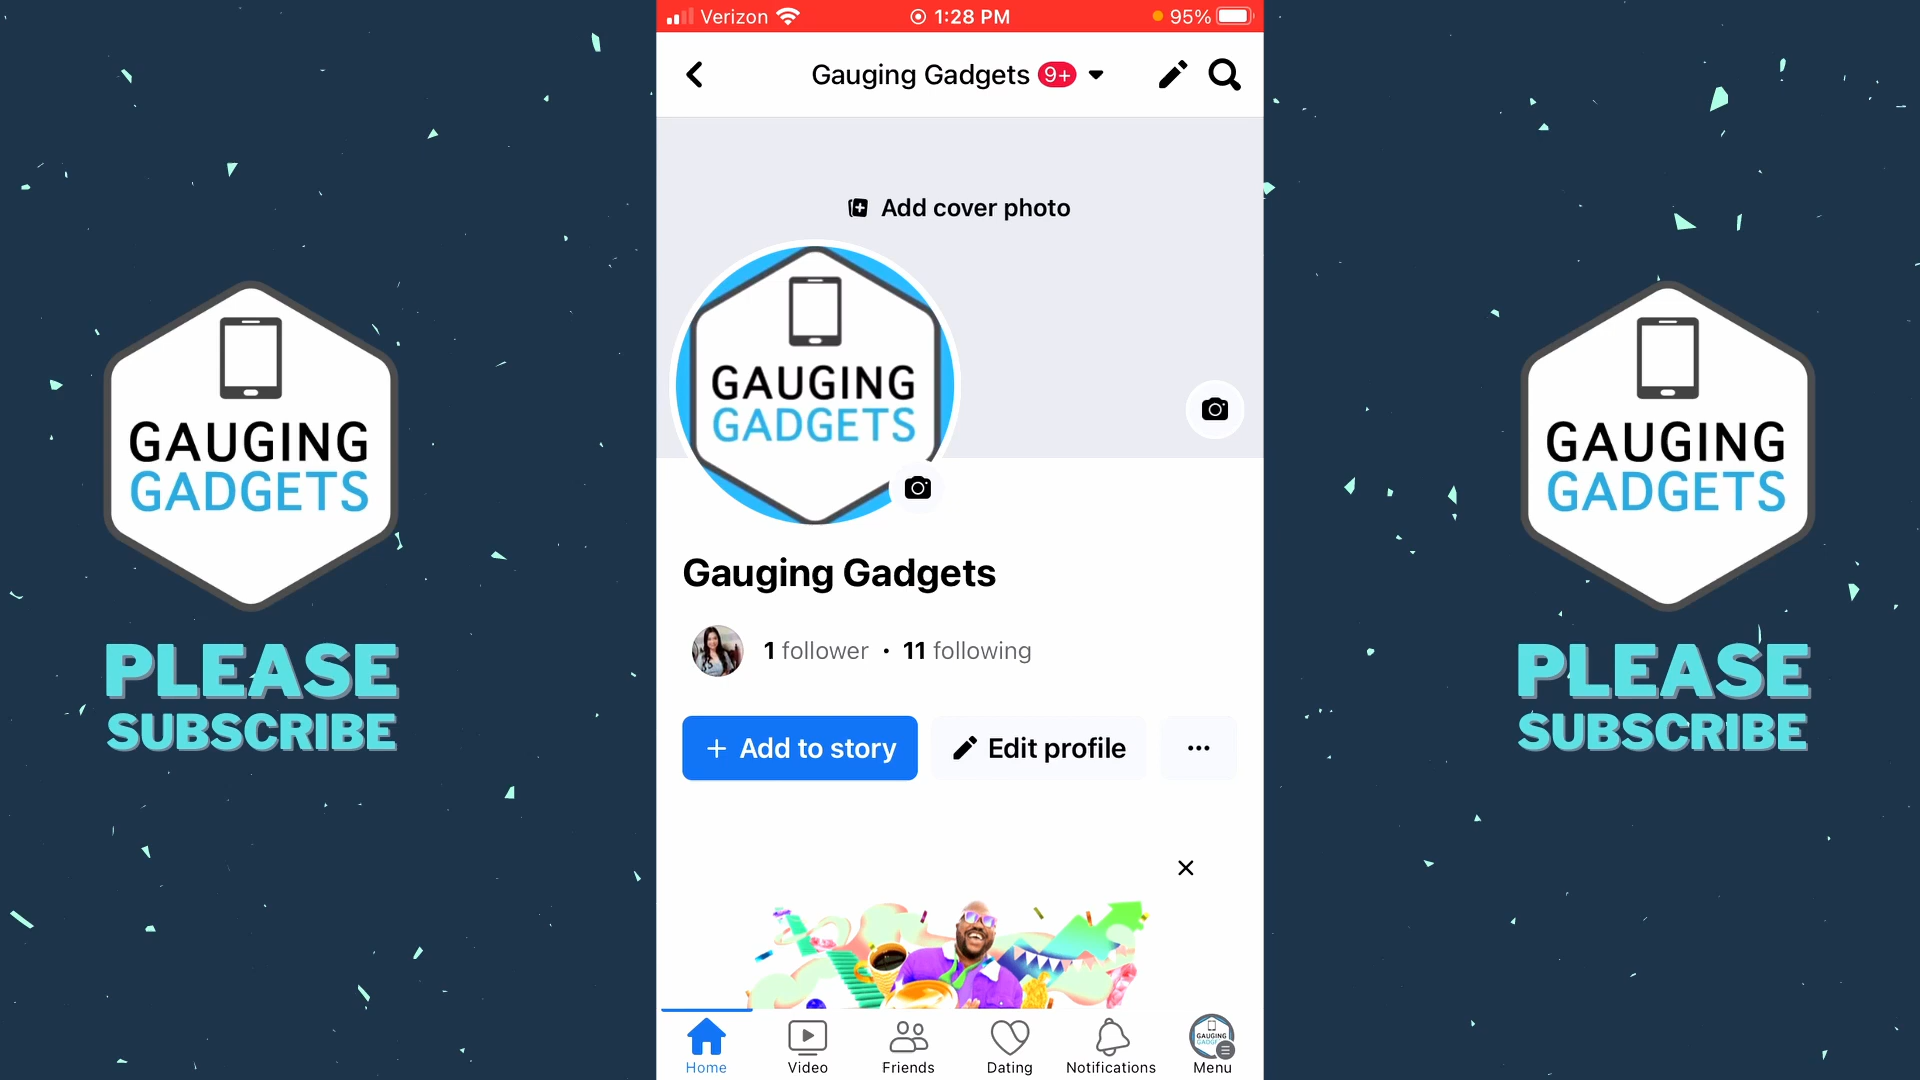 Verizon 1:28 PM 95%
Gauging Gadgets 9+
Add cover photo
GAUGING
GADGETS
GAUGING
GADGETS
GAUGING
GADGETS
Gauging Gadgets
1 follower · 11 following
PLEASE
SUBSCRIBE
PLEASE
SUBSCRIBE
+ Add to story
Edit profile
GAUGING
Home Video Friends Dating Notifications Menu